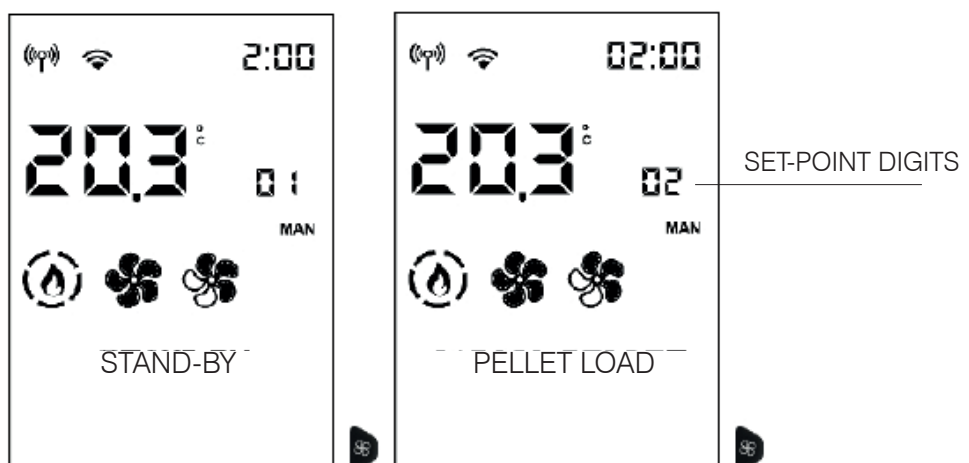 2:00
20.3 °C
01
MAN
STAND-BY
02:00
20.3 °C
02
SET-POINT DIGITS
MAN
PELLET LOAD